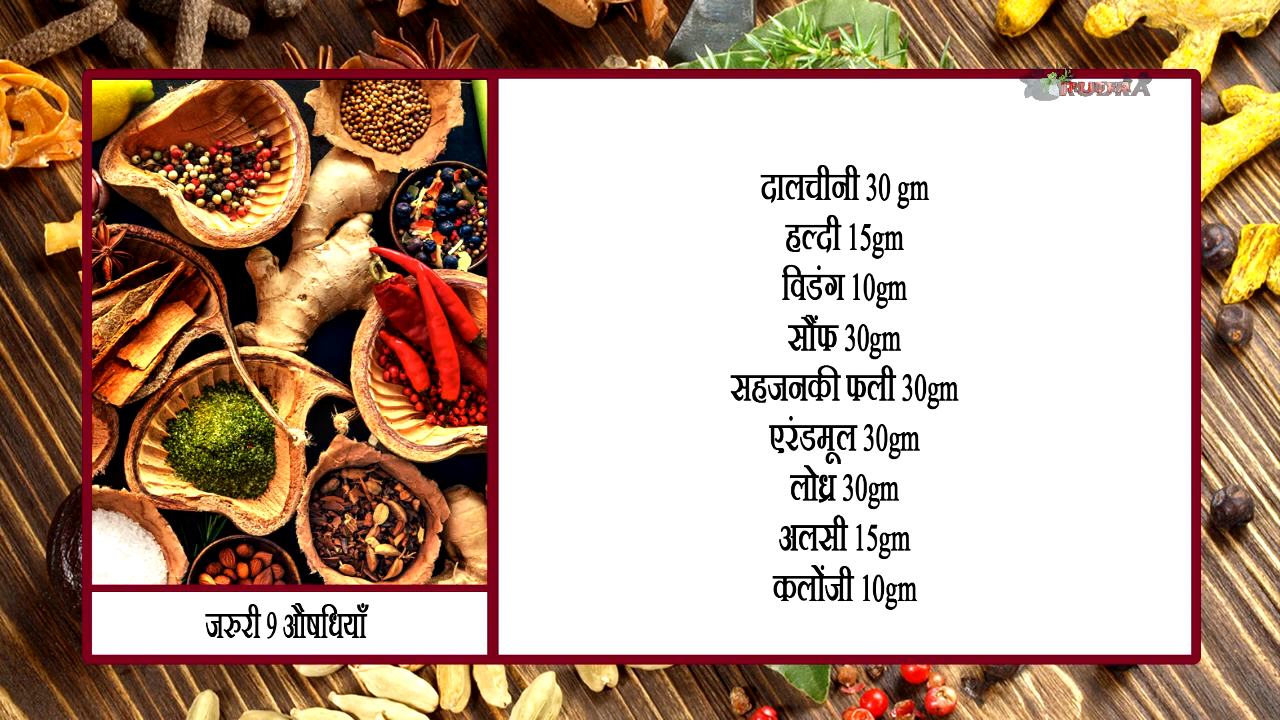 RUDRA
दालचीनी 30 gm
हल्दी 15gm
विडंग 10gm
सौंफ 30gm
सहजनकी फली 30gm
एरंडमूल 30gm
लोध्र 30gm
अलसी 15gm
कलोंजी 10gm
जरुरी 9 औषधियाँ